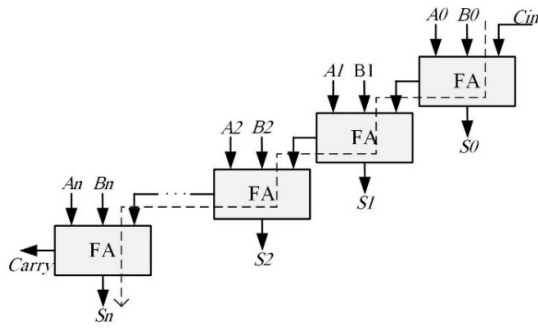 A0 B0 Cin
FA
A1 B1
S0
FA
A2 B2
S1
FA
An Bn ...
S2
FA
Carry
Sn